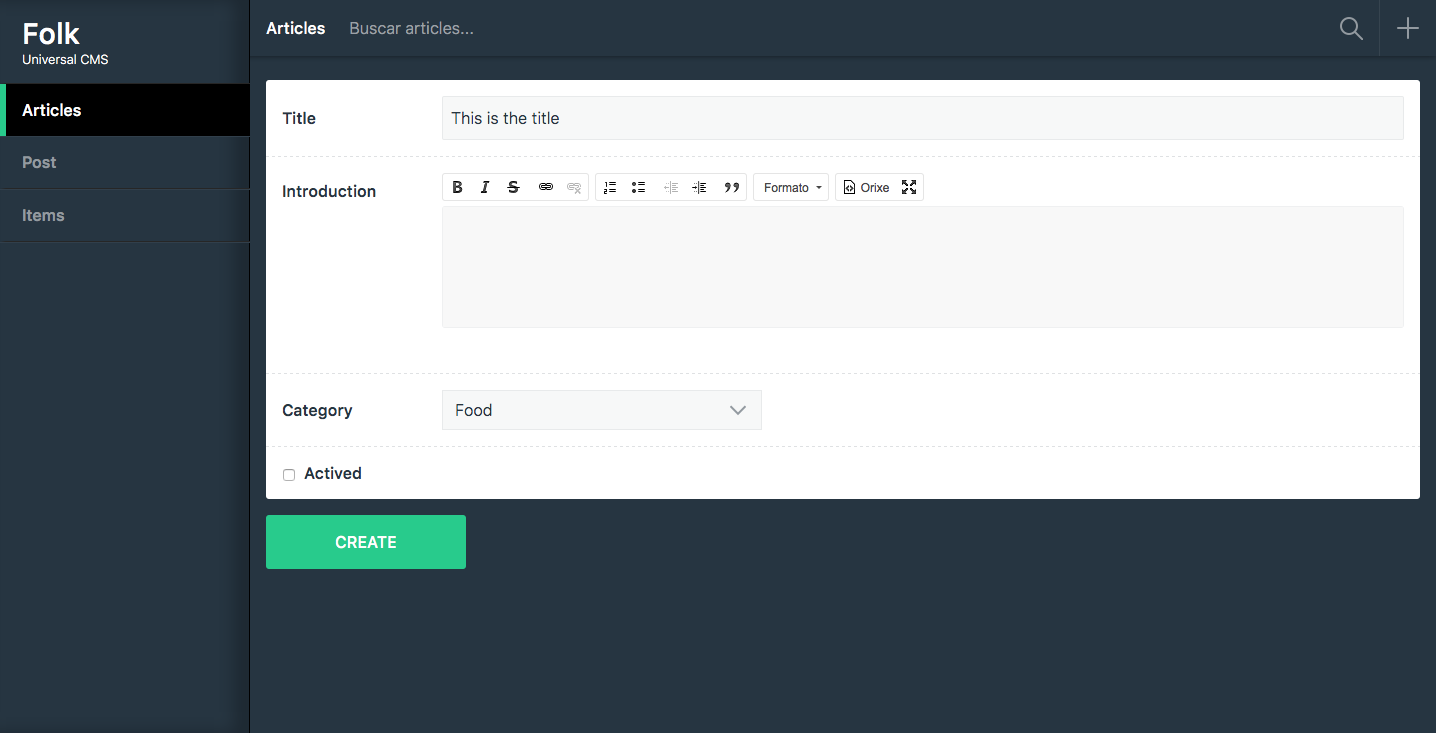 Folk
Universal CMS
Articles
Post
Items
Articles Buscar articles...
Title This is the title
Introduction
Formato
Orixe
Category Food
Actived
CREATE